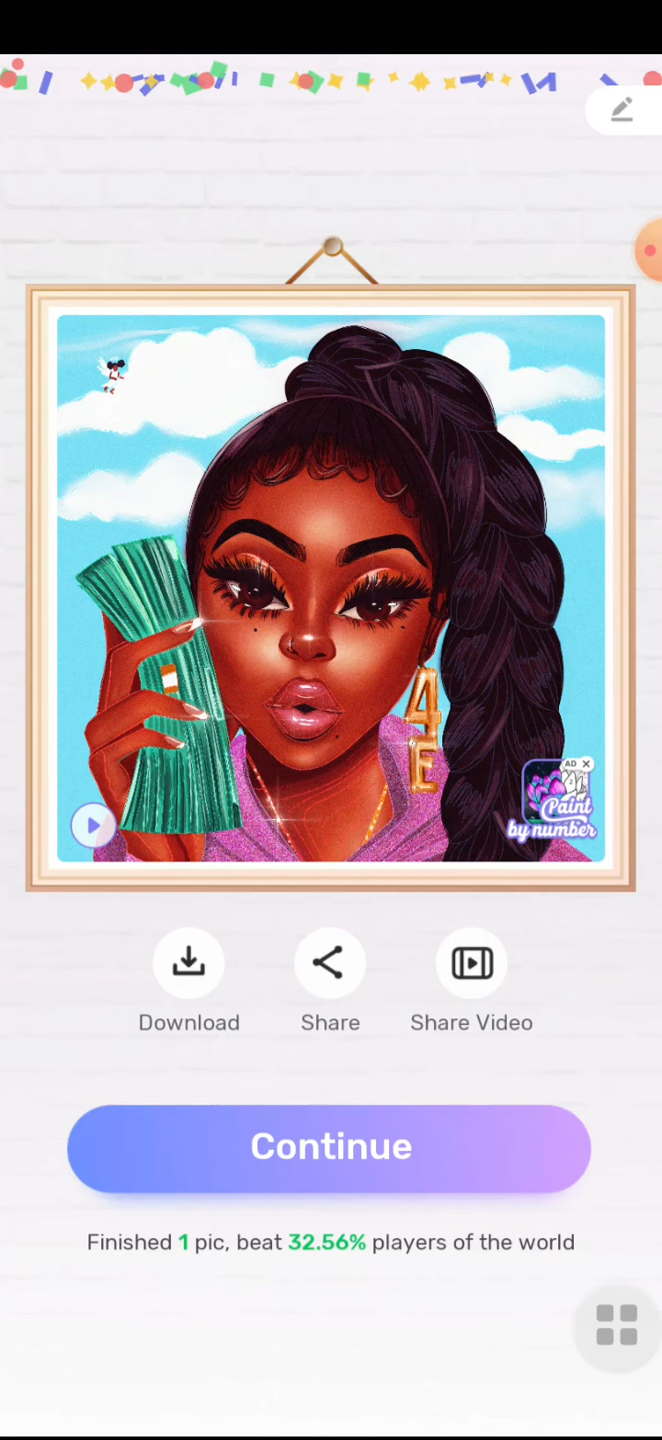 4
E
AD
Paint
by number
Download
Share
Share Video
Continue
Finished 1 pic, beat 32.56% players of the world